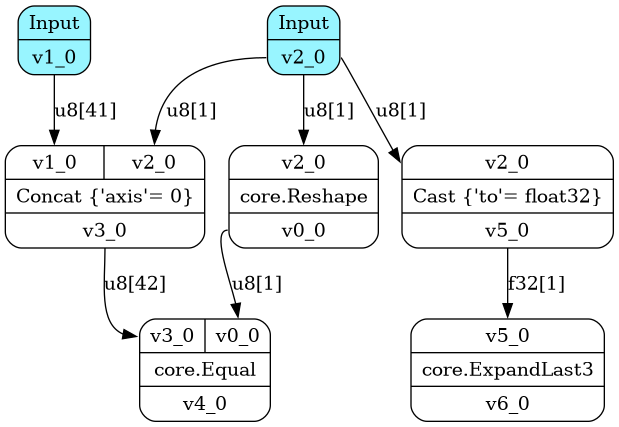 Input
v1_0
Input
v2_0
u8[41]
u8[1]
u8[1]
u8[1]
v1_0 v2_0
Concat {'axis'= 0}
v3_0
v2_0
core.Reshape
v0_0
v2_0
Cast {'to'= float32}
v5_0
u8[42]
u8[1]
f32[1]
v3_0 v0_0
core.Equal
v4_0
v5_0
core.ExpandLast3
v6_0